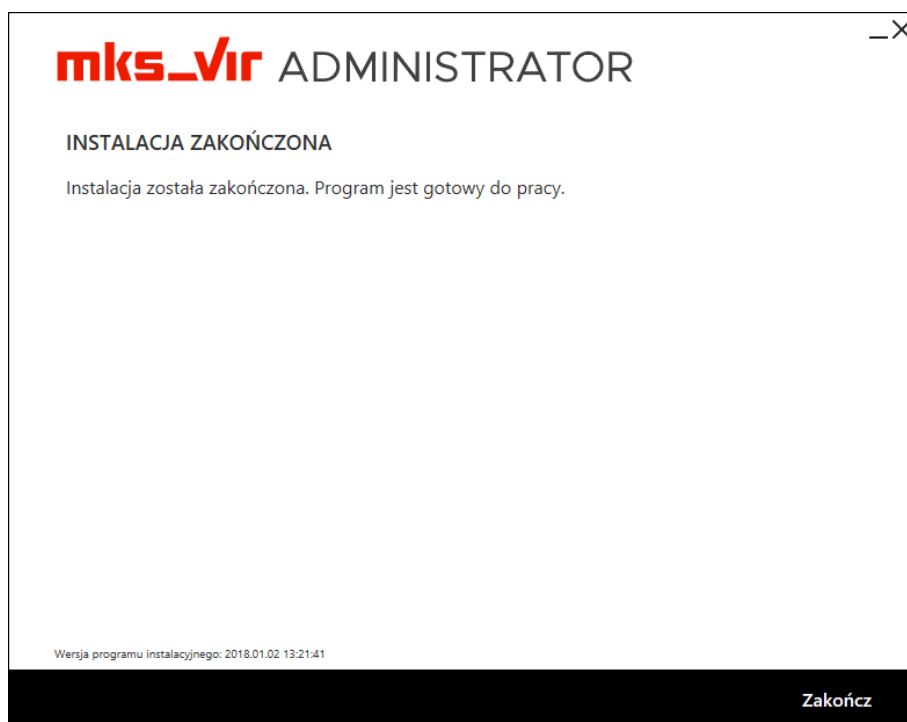 mks_vir ADMINISTRATOR
INSTALACJA ZAKOŃCZONA
Instalacja została zakończona. Program jest gotowy do pracy.
Wersja programu instalacyjnego: 2018.01.02 13:21:41
Zakończ